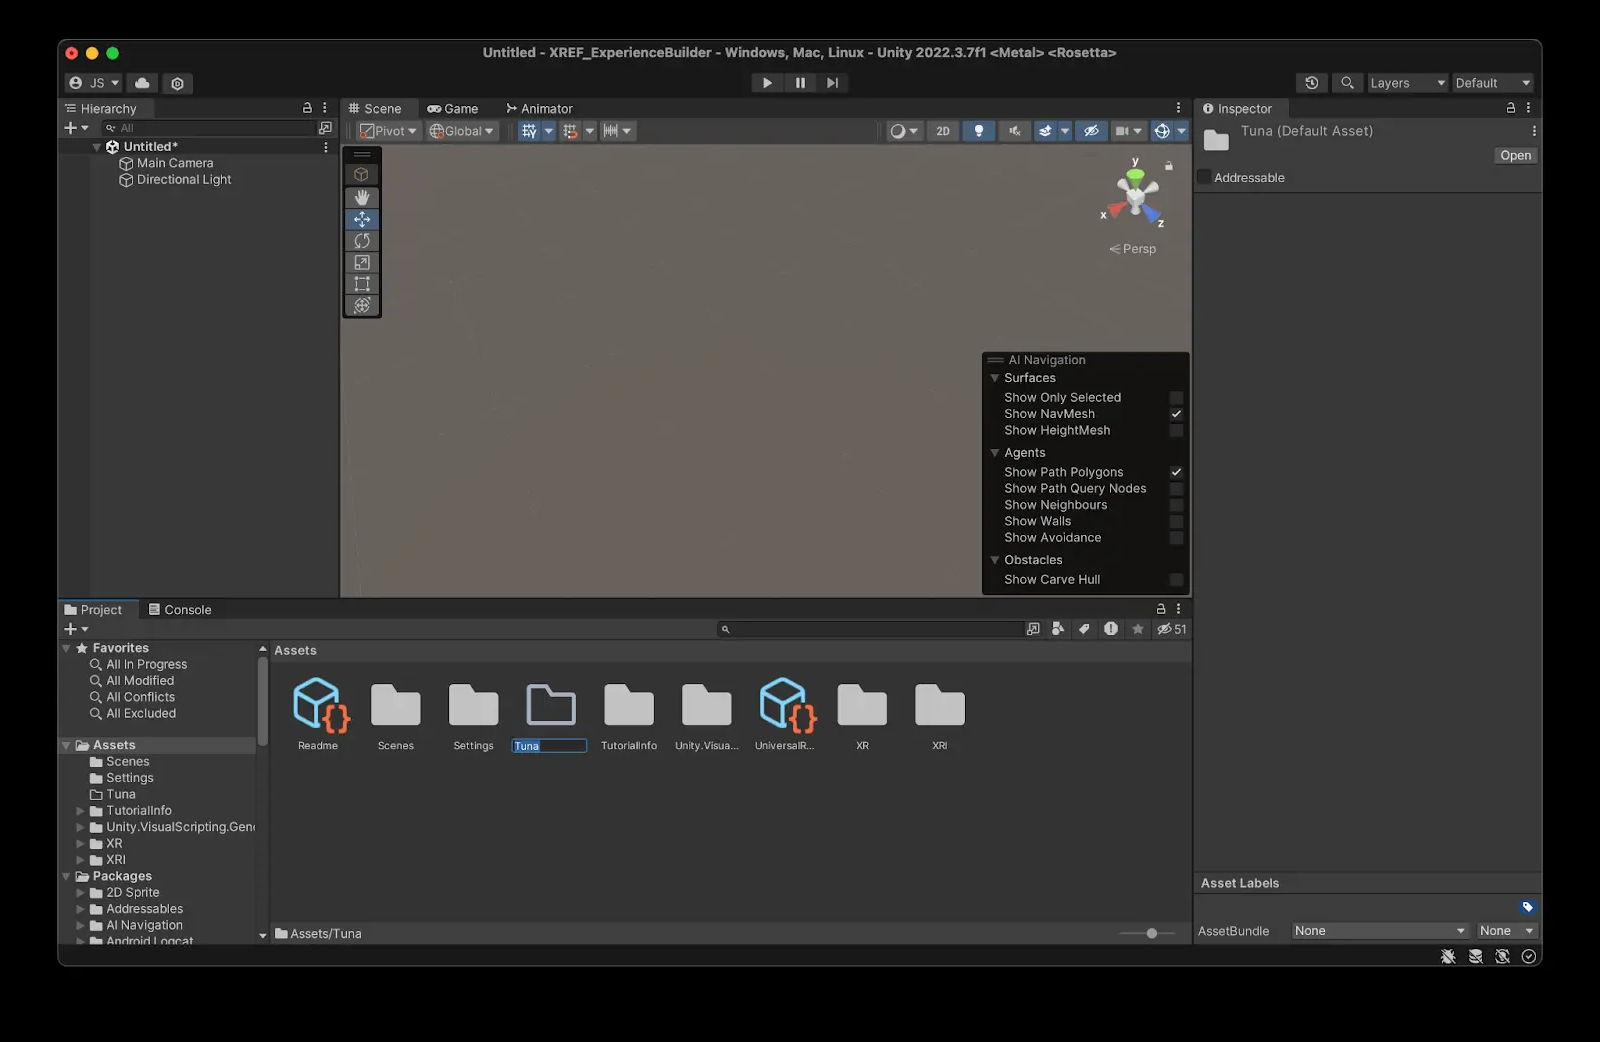 Untitled - XREF_ExperienceBuilder - Windows, Mac, Linux - Unity 2022.3.7f1 <Metal> <Rosetta>
JS
Layers
Default
Hierarchy
All
Untitled*
Main Camera
Directional Light
Scene
Game
Animator
Pivot
Global
2D
y
x
z
Persp
AI Navigation
Surfaces
Show Only Selected
Show NavMesh
Show HeightMesh
Agents
Show Path Polygons
Show Path Query Nodes
Show Neighbours
Show Walls
Show Avoidance
Obstacles
Show Carve Hull
Inspector
Tuna (Default Asset)
Open
Addressable
Project
Console
51
Favorites
All In Progress
All Modified
All Conflicts
All Excluded
Assets
Scenes
Settings
Tuna
TutorialInfo
Unity.VisualScripting.Gene
XR
XRI
Packages
2D Sprite
Addressables
AI Navigation
Android Logcat
Assets
Readme
Scenes
Settings
Tuna
TutorialInfo
Unity.Visua...
UniversalR...
XR
XRI
Assets/Tuna
Asset Labels
AssetBundle
None
None